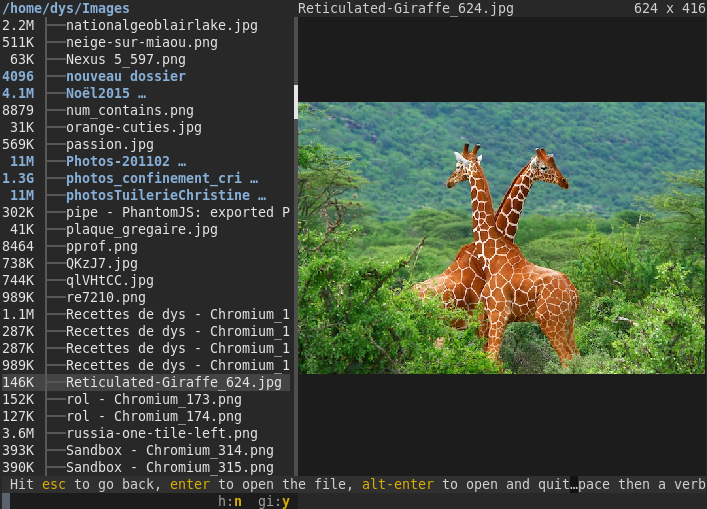 /home/dys/Images
Reticulated-Giraffe_624.jpg 624 x 416
2.2M nationalgeoblairlake.jpg
511K neige-sur-miaou.png
63K Nexus 5_597.png
4096 nouveau dossier
4.1M Noël2015 …
8879 num_contains.png
31K orange-cuties.jpg
569K passion.jpg
11M Photos-201102 …
1.3G photos_confinement_cri …
11M photosTuilerieChristine …
302K pipe - PhantomJS: exported P
41K plaque_gregaire.jpg
8464 pprof.png
738K QKzJ7.jpg
744K qlVHtCC.jpg
989K re7210.png
1.1M Recettes de dys - Chromium_1
287K Recettes de dys - Chromium_1
287K Recettes de dys - Chromium_1
989K Recettes de dys - Chromium_1
146K Reticulated-Giraffe_624.jpg
152K rol - Chromium_173.png
127K rol - Chromium_174.png
3.6M russia-one-tile-left.png
393K Sandbox - Chromium_314.png
390K Sandbox - Chromium_315.png
Hit esc to go back, enter to open the file, alt-enter to open and quit…pace then a verb
h:n gi:y